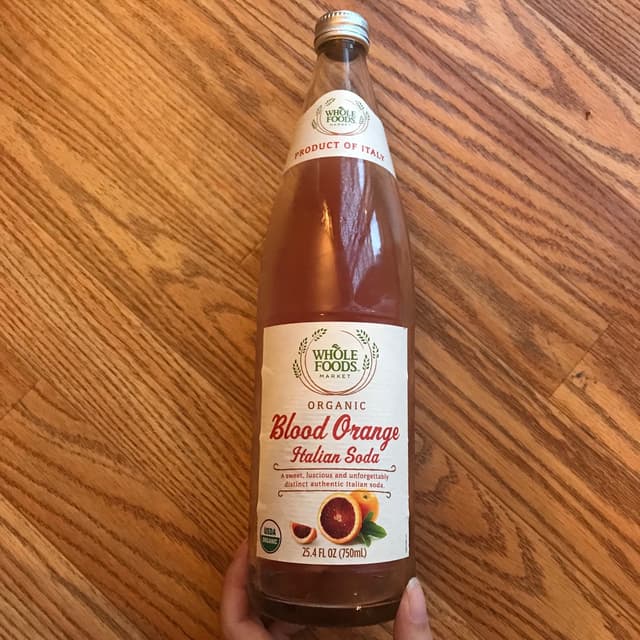 WHOLE
FOODS
MARKET
PRODUCT OF ITALY
WHOLE
FOODS
MARKET
ORGANIC
Blood Orange
Italian Soda
A sweet, luscious and unforgettably
distinct authentic Italian soda.
USDA
ORGANIC
25.4 FL OZ (750mL)